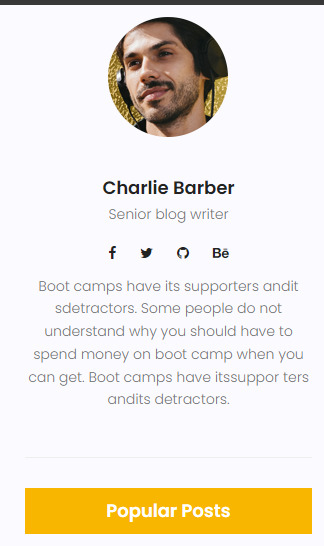 Charlie Barber
Senior blog writer
Bē
Boot camps have its supporters andit
sdetractors. Some people do not
understand why you should have to
spend money on boot camp when you
can get. Boot camps have itssuppor ters
andits detractors.
Popular Posts